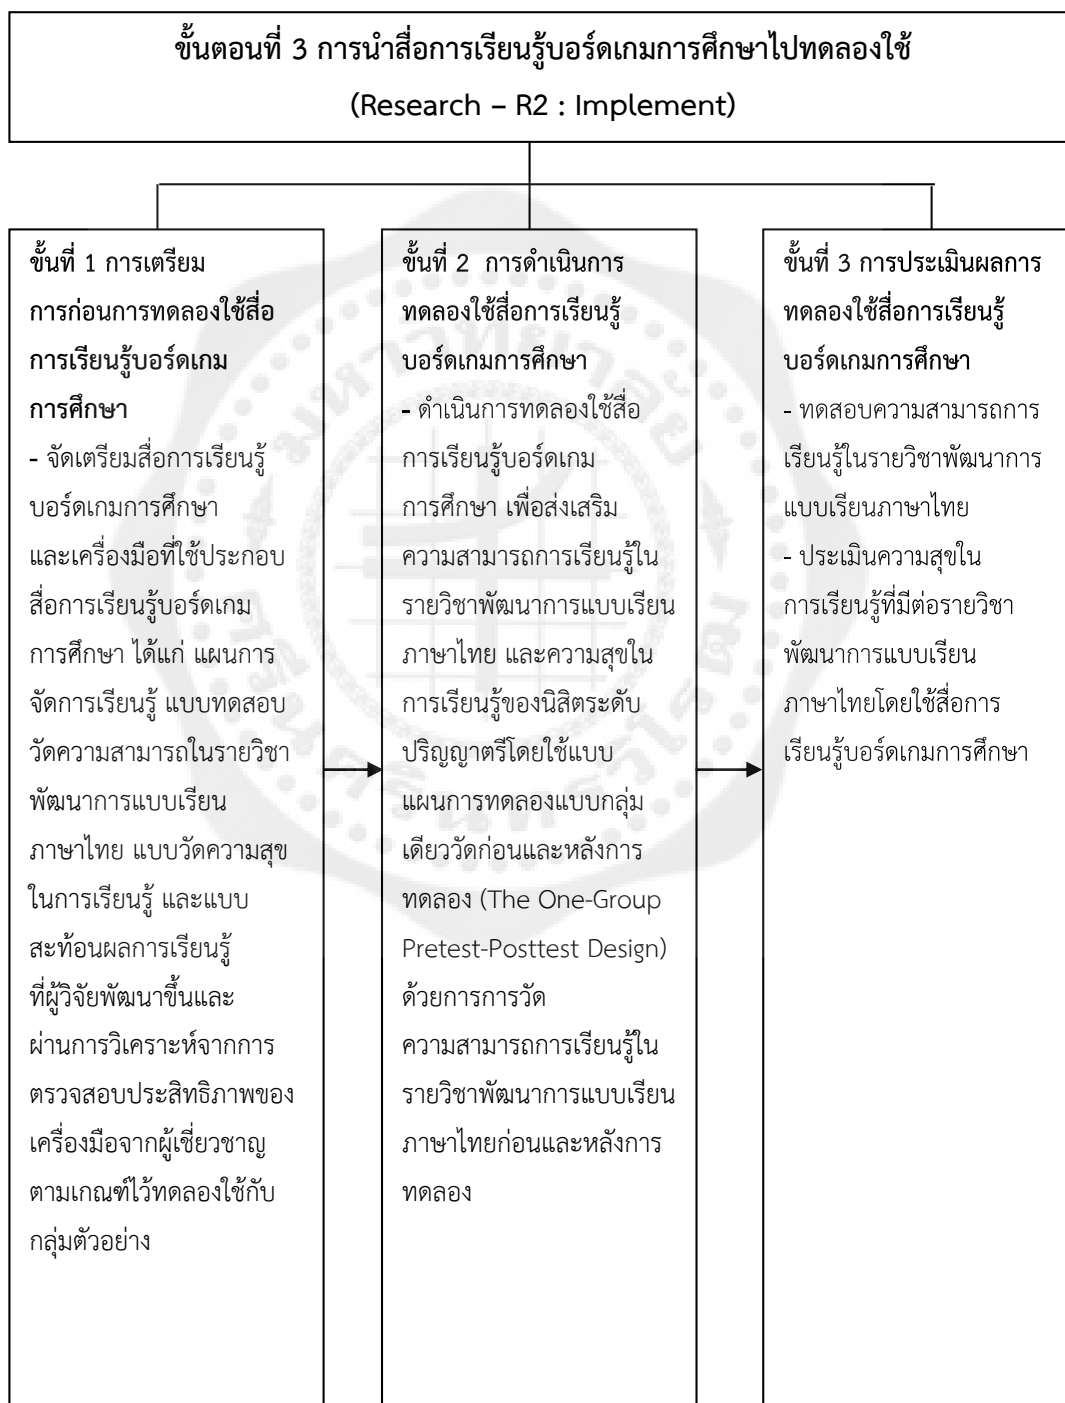 ขั้นตอนที่ 3 การนำสื่อการเรียนรู้บอร์ดเกมการศึกษาไปทดลองใช้
(Research – R2 : Implement)
ขั้นที่ 1 การเตรียม
การก่อนการทดลองใช้สื่อ
การเรียนรู้บอร์ดเกม
การศึกษา
- จัดเตรียมสื่อการเรียนรู้
บอร์ดเกมการศึกษา
และเครื่องมือที่ใช้ประกอบ
สื่อการเรียนรู้บอร์ดเกม
การศึกษา ได้แก่ แผนการ
จัดการเรียนรู้ แบบทดสอบ
วัดความสามารถในรายวิชา
พัฒนาการแบบเรียน
ภาษาไทย แบบวัดความสุข
ในการเรียนรู้ และแบบ
สะท้อนผลการเรียนรู้
ที่ผู้วิจัยพัฒนาขึ้นและ
ผ่านการวิเคราะห์จากการ
ตรวจสอบประสิทธิภาพของ
เครื่องมือจากผู้เชี่ยวชาญ
ตามเกณฑ์ไว้ทดลองใช้กับ
กลุ่มตัวอย่าง
ขั้นที่ 2 การดำเนินการ
ทดลองใช้สื่อการเรียนรู้
บอร์ดเกมการศึกษา
- ดำเนินการทดลองใช้สื่อ
การเรียนรู้บอร์ดเกม
การศึกษา เพื่อส่งเสริม
ความสามารถการเรียนรู้ใน
รายวิชาพัฒนาการแบบเรียน
ภาษาไทย และความสุขใน
การเรียนรู้ของนิสิตระดับ
ปริญญาตรีโดยใช้แบบ
แผนการทดลองแบบกลุ่ม
เดียววัดก่อนและหลังการ
ทดลอง (The One-Group
Pretest-Posttest Design)
ด้วยการการวัด
ความสามารถการเรียนรู้ใน
รายวิชาพัฒนาการแบบเรียน
ภาษาไทยก่อนและหลังการ
ทดลอง
ขั้นที่ 3 การประเมินผลการ
ทดลองใช้สื่อการเรียนรู้
บอร์ดเกมการศึกษา
- ทดสอบความสามารถการ
เรียนรู้ในรายวิชาพัฒนาการ
แบบเรียนภาษาไทย
- ประเมินความสุขใน
การเรียนรู้ที่มีต่อรายวิชา
พัฒนาการแบบเรียน
ภาษาไทยโดยใช้สื่อการ
เรียนรู้บอร์ดเกมการศึกษา
มหาวิทยาลัย
ศรีนครินทรวิโรฒ